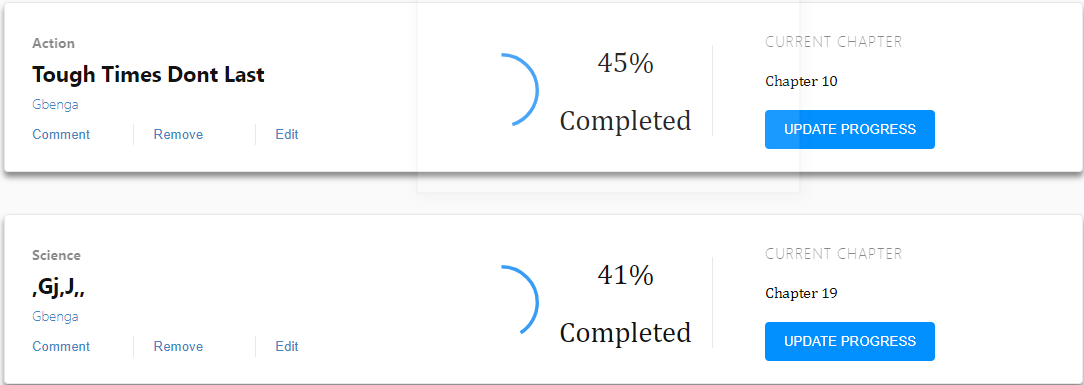 Action
Tough Times Dont Last
Gbenga
Comment Remove Edit
45%
Completed
CURRENT CHAPTER
Chapter 10
UPDATE PROGRESS
Science
,Gj,J,,
Gbenga
Comment Remove Edit
41%
Completed
CURRENT CHAPTER
Chapter 19
UPDATE PROGRESS